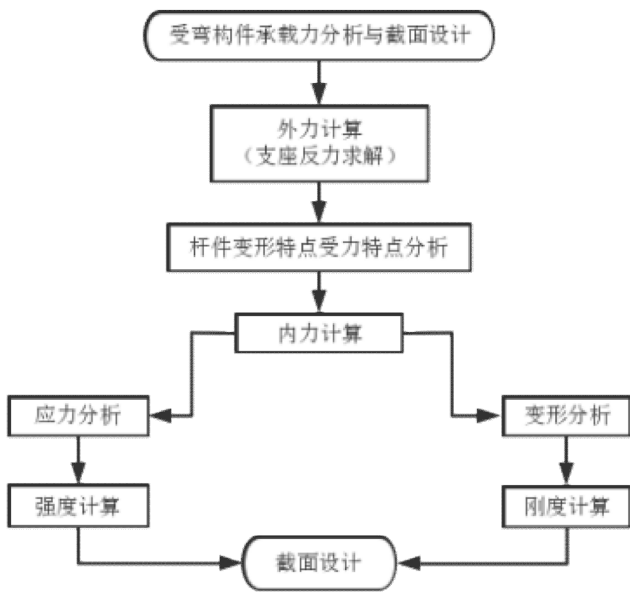 受弯构件承载力分析与截面设计
外力计算
（支座反力求解）
杆件变形特点受力特点分析
内力计算
应力分析
变形分析
强度计算
刚度计算
截面设计